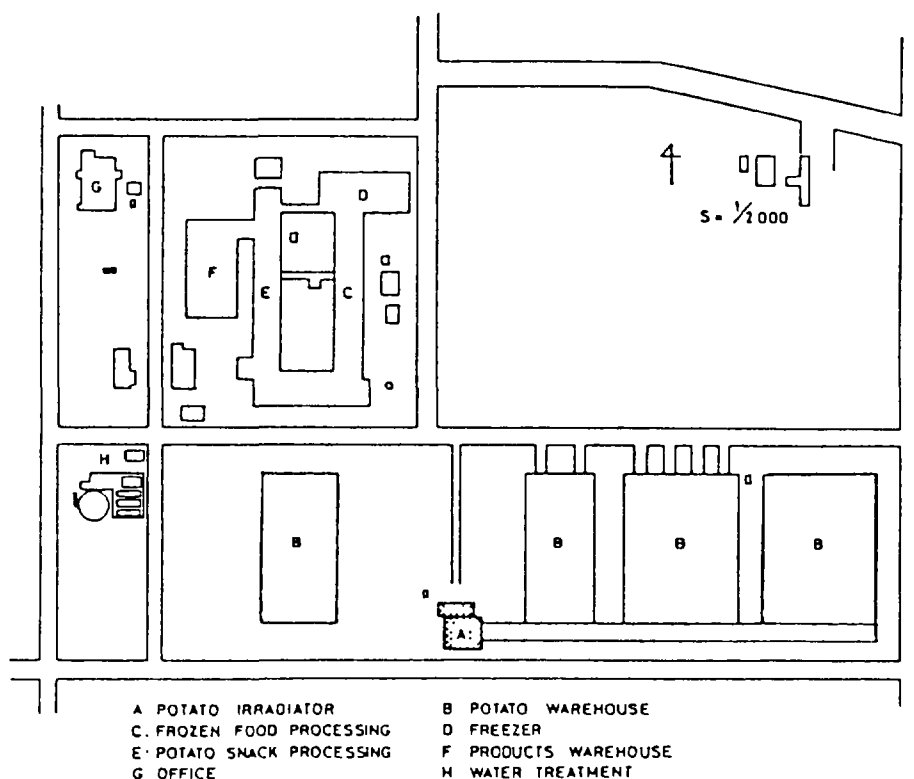 G
D
S = 1/2000
F
E
C
H
B
B
B
B
A
A POTATO IRRADIATOR
C. FROZEN FOOD PROCESSING
E· POTATO SNACK PROCESSING
G OFFICE
B POTATO WAREHOUSE
D FREEZER
F PRODUCTS WAREHOUSE
H WATER TREATMENT